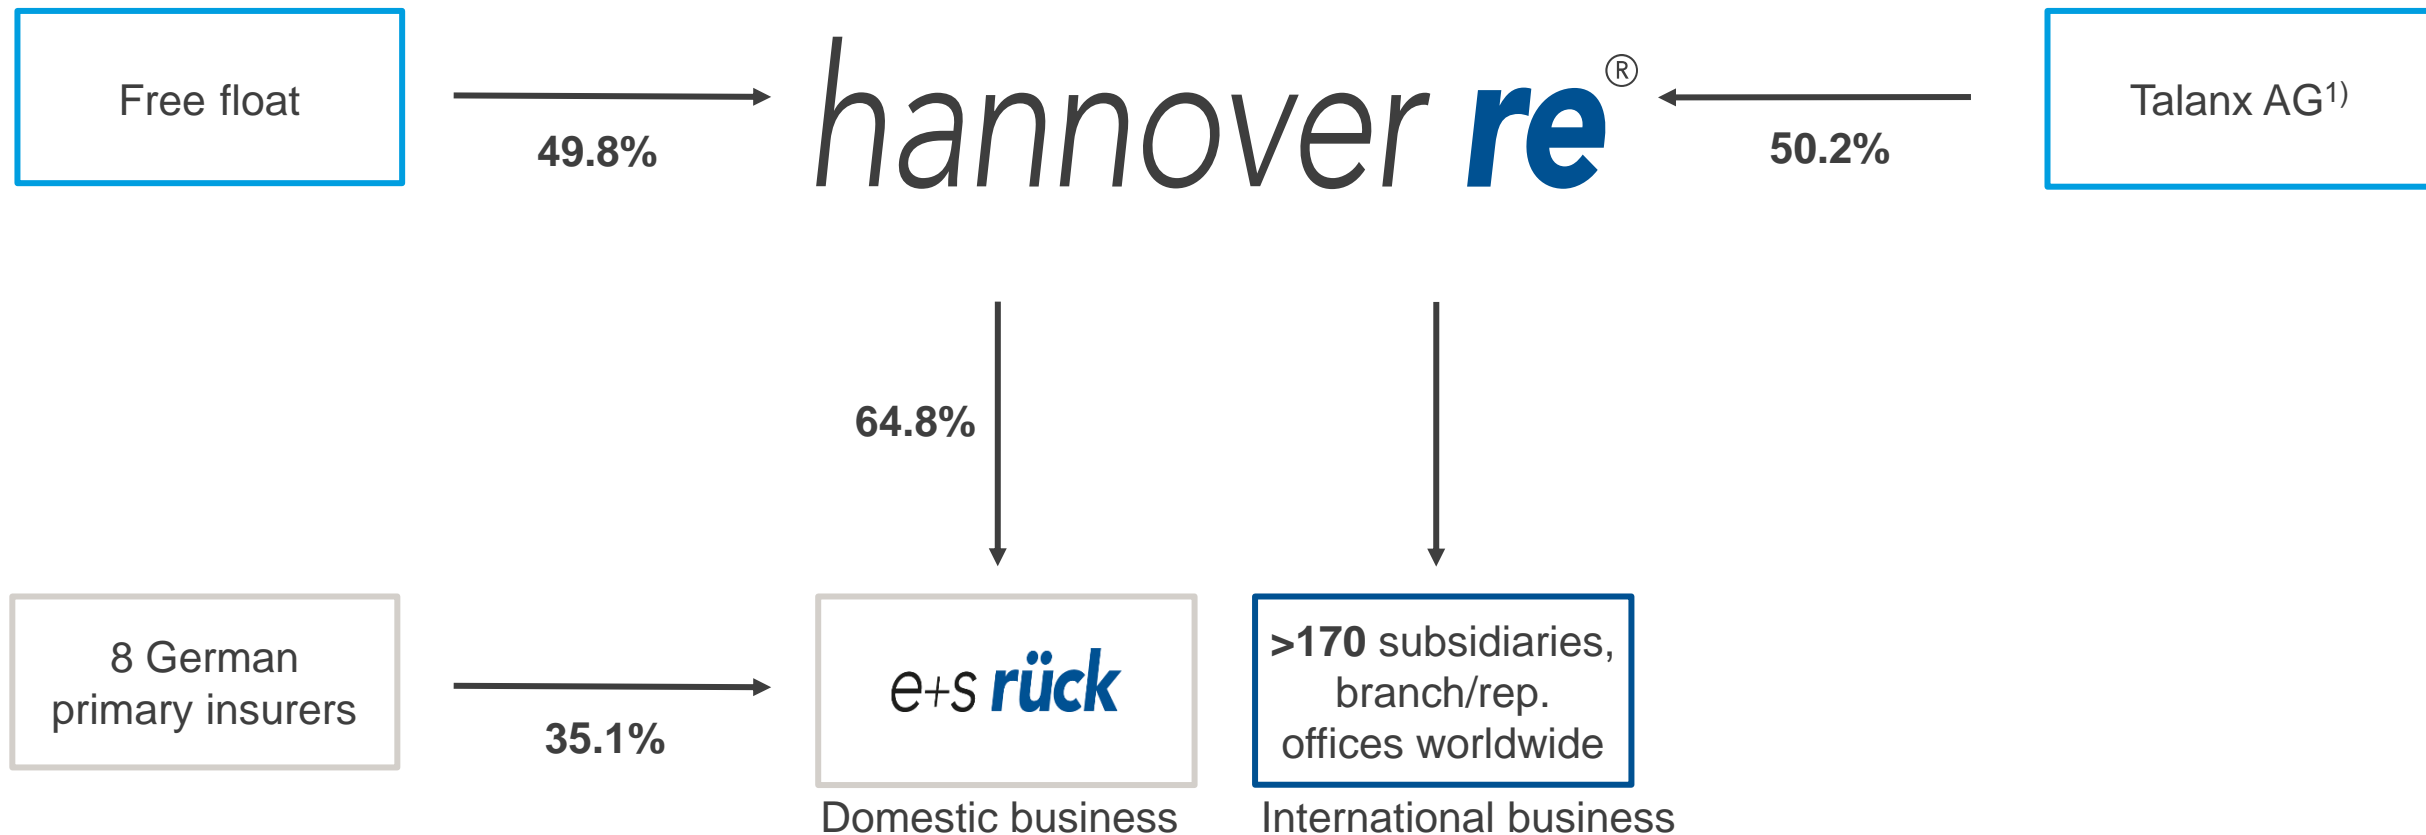 Free float
49.8%
hannover re®
50.2%
Talanx AG1)
64.8%
8 German
primary insurers
35.1%
e+s rück
Domestic business
>170 subsidiaries,
branch/rep.
offices worldwide
International business